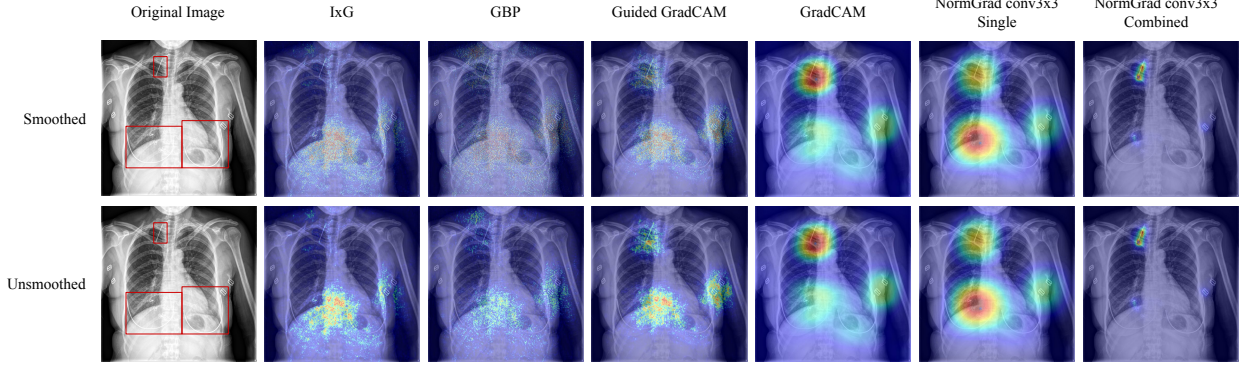 Original Image
IxG
GBP
Guided GradCAM
GradCAM
NormGrad conv3x3
Single
NormGrad conv3x3
Combined
Smoothed
Unsmoothed